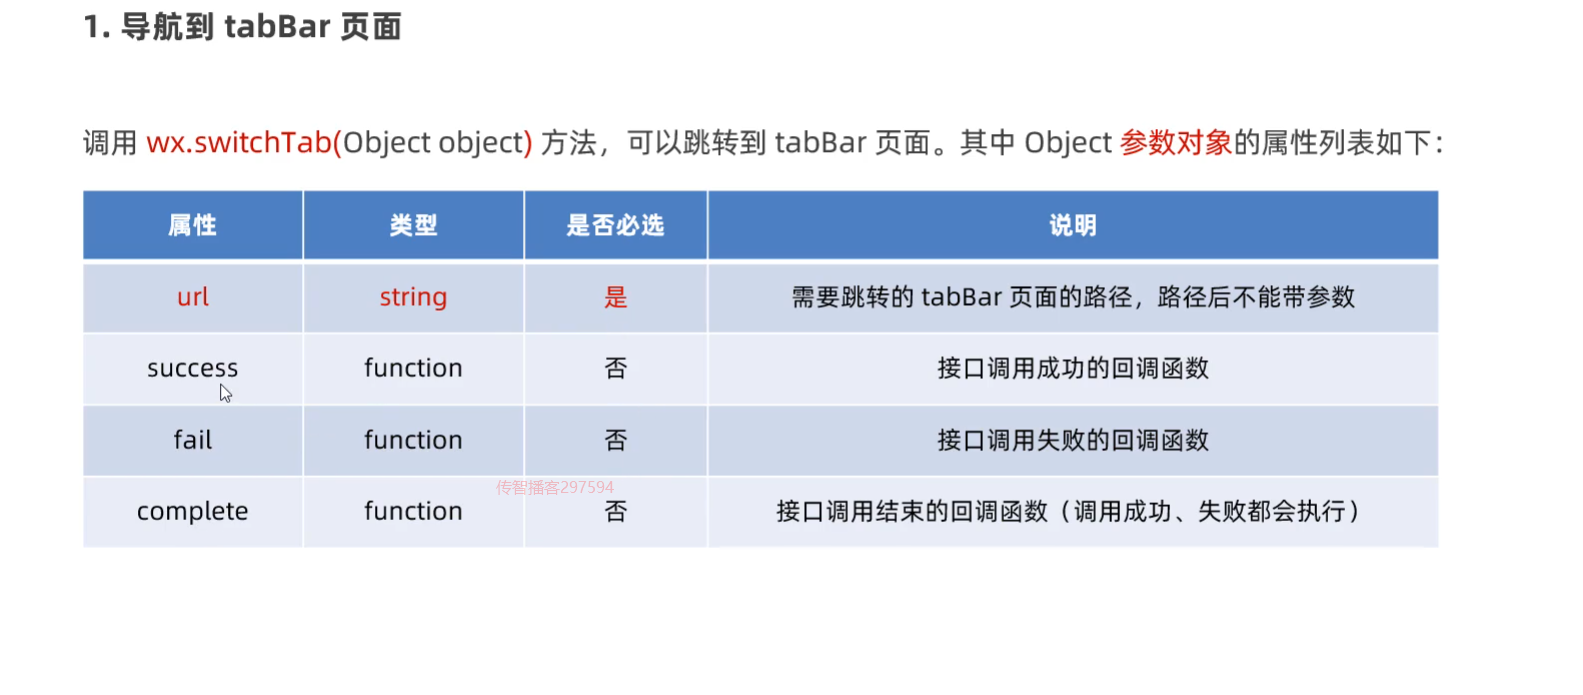 1. 导航到 tabBar 页面
调用 wx.switchTab(Object object) 方法，可以跳转到 tabBar 页面。其中 Object 参数对象的属性列表如下：
属性 类型 是否必选 说明
url string 是 需要跳转的 tabBar 页面的路径，路径后不能带参数
success function 否 接口调用成功的回调函数
fail function 否 接口调用失败的回调函数
传智播客297594
complete function 否 接口调用结束的回调函数（调用成功、失败都会执行）